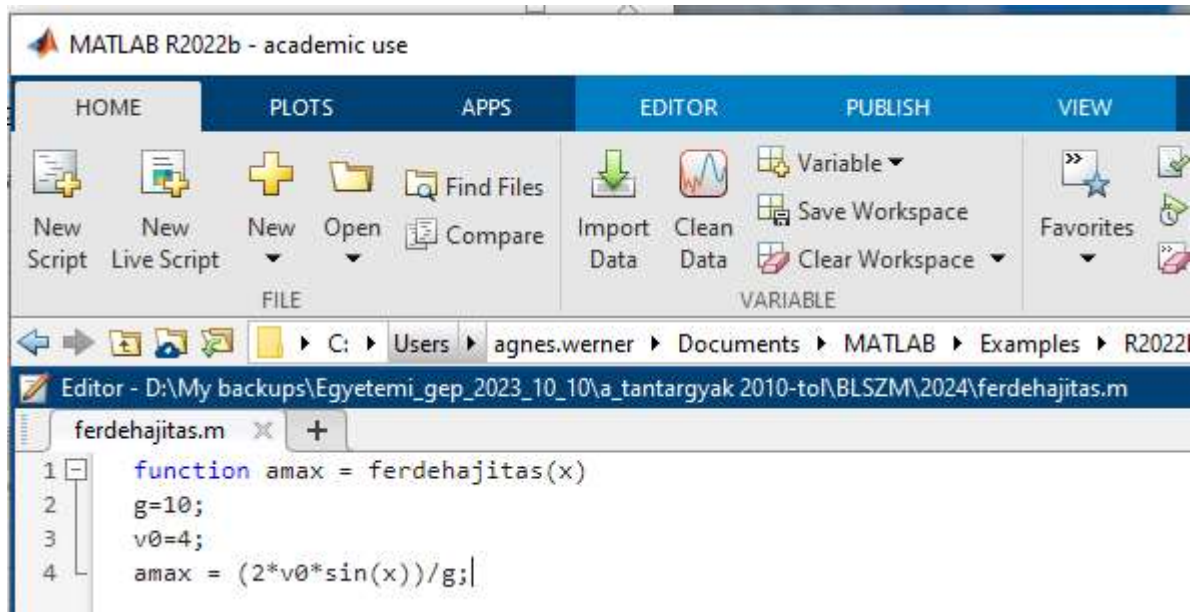 MATLAB R2022b - academic use
HOME PLOTS APPS EDITOR PUBLISH VIEW
New Script
New Live Script
New
Open
Find Files
Compare
Import Data
Clean Data
Variable
Save Workspace
Clear Workspace
Favorites
FILE
VARIABLE
C: Users agnes.werner Documents MATLAB Examples R2022
Editor - D:\My backups\Egyetemi_gep_2023_10_10\a_tantargyak 2010-tol\BLSZM\2024\ferdehajitas.m
ferdehajitas.m
1 function amax = ferdehajitas(x)
2 g=10;
3 v0=4;
4 amax = (2*v0*sin(x))/g;